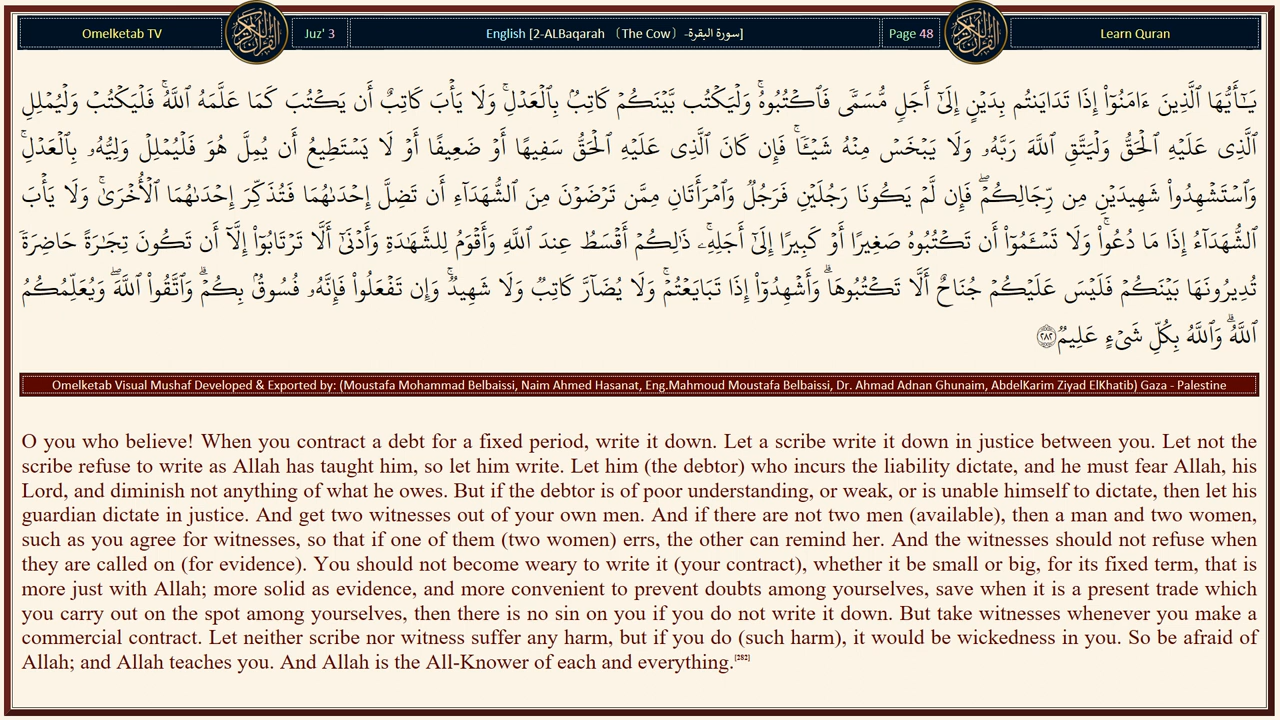 Omelketab TV
Juz' 3
English [2-ALBaqarah （The Cow） -سورة البقرة]
Page 48
Learn Quran
يَـٰٓأَيُّهَا ٱلَّذِينَ ءَامَنُوٓا۟ إِذَا تَدَايَنتُم بِدَيْنٍ إِلَىٰٓ أَجَلٍ مُّسَمًّى فَٱكْتُبُوهُ ۚ وَلْيَكْتُب بَّيْنَكُمْ كَاتِبٌۢ بِٱلْعَدْلِ ۚ وَلَا يَأْبَ كَاتِبٌ أَن يَكْتُبَ كَمَا عَلَّمَهُ ٱللَّهُ ۚ فَلْيَكْتُبْ وَلْيُمْلِلِ
ٱلَّذِى عَلَيْهِ ٱلْحَقُّ وَلْيَتَّقِ ٱللَّهَ رَبَّهُۥ وَلَا يَبْخَسْ مِنْهُ شَيْـًٔا ۚ فَإِن كَانَ ٱلَّذِى عَلَيْهِ ٱلْحَقُّ سَفِيهًا أَوْ ضَعِيفًا أَوْ لَا يَسْتَطِيعُ أَن يُمِلَّ هُوَ فَلْيُمْلِلْ وَلِيُّهُۥ بِٱلْعَدْلِ ۚ
وَٱسْتَشْهِدُوا۟ شَهِيدَيْنِ مِن رِّجَالِكُمْ ۖ فَإِن لَّمْ يَكُونَا رَجُلَيْنِ فَرَجُلٌ وَٱمْرَأَتَانِ مِمَّن تَرْضَوْنَ مِنَ ٱلشُّهَدَآءِ أَن تَضِلَّ إِحْدَىٰهُمَا فَتُذَكِّرَ إِحْدَىٰهُمَا ٱلْأُخْرَىٰ ۚ وَلَا يَأْبَ
ٱلشُّهَدَآءُ إِذَا مَا دُعُوا۟ ۚ وَلَا تَسْـَٔمُوٓا۟ أَن تَكْتُبُوهُ صَغِيرًا أَوْ كَبِيرًا إِلَىٰٓ أَجَلِهِۦ ۚ ذَٰلِكُمْ أَقْسَطُ عِندَ ٱللَّهِ وَأَقْوَمُ لِلشَّهَـٰدَةِ وَأَدْنَىٰٓ أَلَّا تَرْتَابُوٓا۟ ۖ إِلَّآ أَن تَكُونَ تِجَـٰرَةً حَاضِرَةً
تُدِيرُونَهَا بَيْنَكُمْ فَلَيْسَ عَلَيْكُمْ جُنَاحٌ أَلَّا تَكْتُبُوهَا ۗ وَأَشْهِدُوٓا۟ إِذَا تَبَايَعْتُمْ ۚ وَلَا يُضَآرَّ كَاتِبٌ وَلَا شَهِيدٌ ۚ وَإِن تَفْعَلُوا۟ فَإِنَّهُۥ فُسُوقٌۢ بِكُمْ ۗ وَٱتَّقُوا۟ ٱللَّهَ ۖ وَيُعَلِّمُكُمُ
ٱللَّهُ ۗ وَٱللَّهُ بِكُلِّ شَىْءٍ عَلِيمٌ ٢٨٢
Omelketab Visual Mushaf Developed & Exported by: (Moustafa Mohammad Belbaissi, Naim Ahmed Hasanat, Eng.Mahmoud Moustafa Belbaissi, Dr. Ahmad Adnan Ghunaim, AbdelKarim Ziyad ElKhatib) Gaza - Palestine
O you who believe! When you contract a debt for a fixed period, write it down. Let a scribe write it down in justice between you. Let not the
scribe refuse to write as Allah has taught him, so let him write. Let him (the debtor) who incurs the liability dictate, and he must fear Allah, his
Lord, and diminish not anything of what he owes. But if the debtor is of poor understanding, or weak, or is unable himself to dictate, then let his
guardian dictate in justice. And get two witnesses out of your own men. And if there are not two men (available), then a man and two women,
such as you agree for witnesses, so that if one of them (two women) errs, the other can remind her. And the witnesses should not refuse when
they are called on (for evidence). You should not become weary to write it (your contract), whether it be small or big, for its fixed term, that is
more just with Allah; more solid as evidence, and more convenient to prevent doubts among yourselves, save when it is a present trade which
you carry out on the spot among yourselves, then there is no sin on you if you do not write it down. But take witnesses whenever you make a
commercial contract. Let neither scribe nor witness suffer any harm, but if you do (such harm), it would be wickedness in you. So be afraid of
Allah; and Allah teaches you. And Allah is the All-Knower of each and everything.[282]